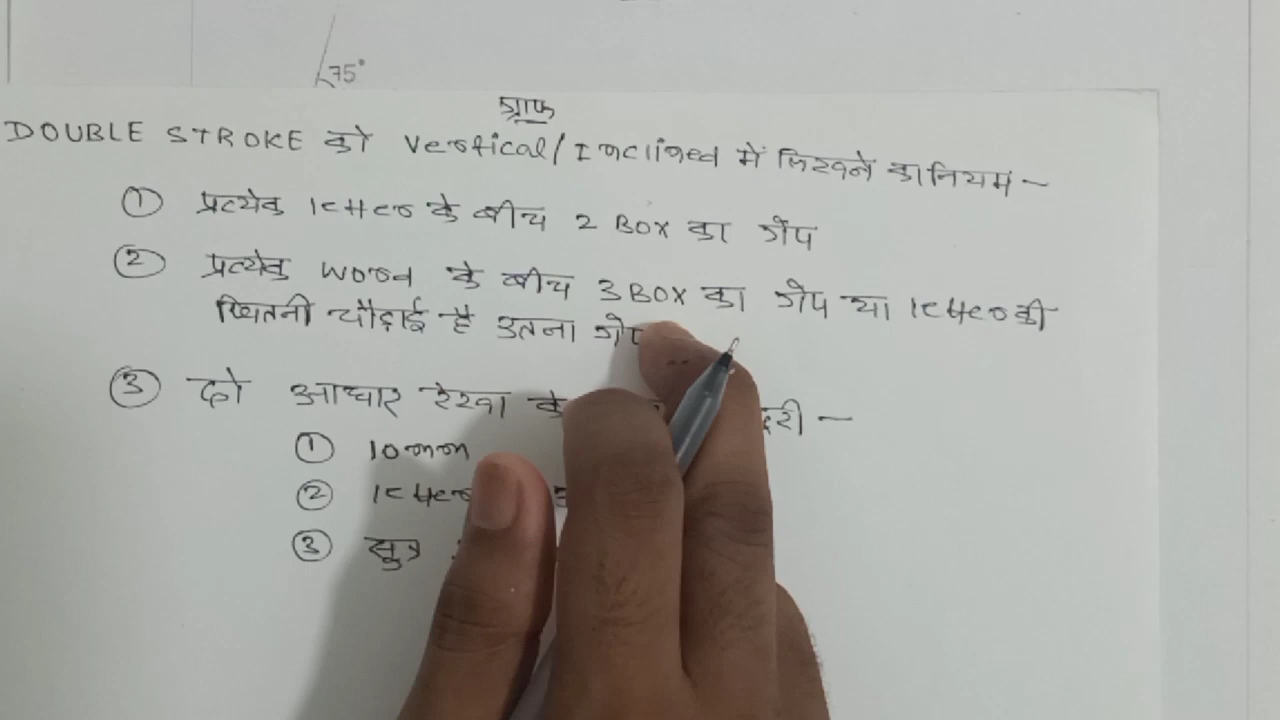 75°
ग्राफ
DOUBLE STROKE को Vertical/Inclined में लिखने का नियम -
① प्रत्येक letter के बीच 2 BOX का गेप
② प्रत्येक word के बीच 3 BOX का गेप या letter की
जितनी चौड़ाई है उतना गेप
③ दो आधार रेखा के दूरी -
① 10mm
② letter
③ सूत्र